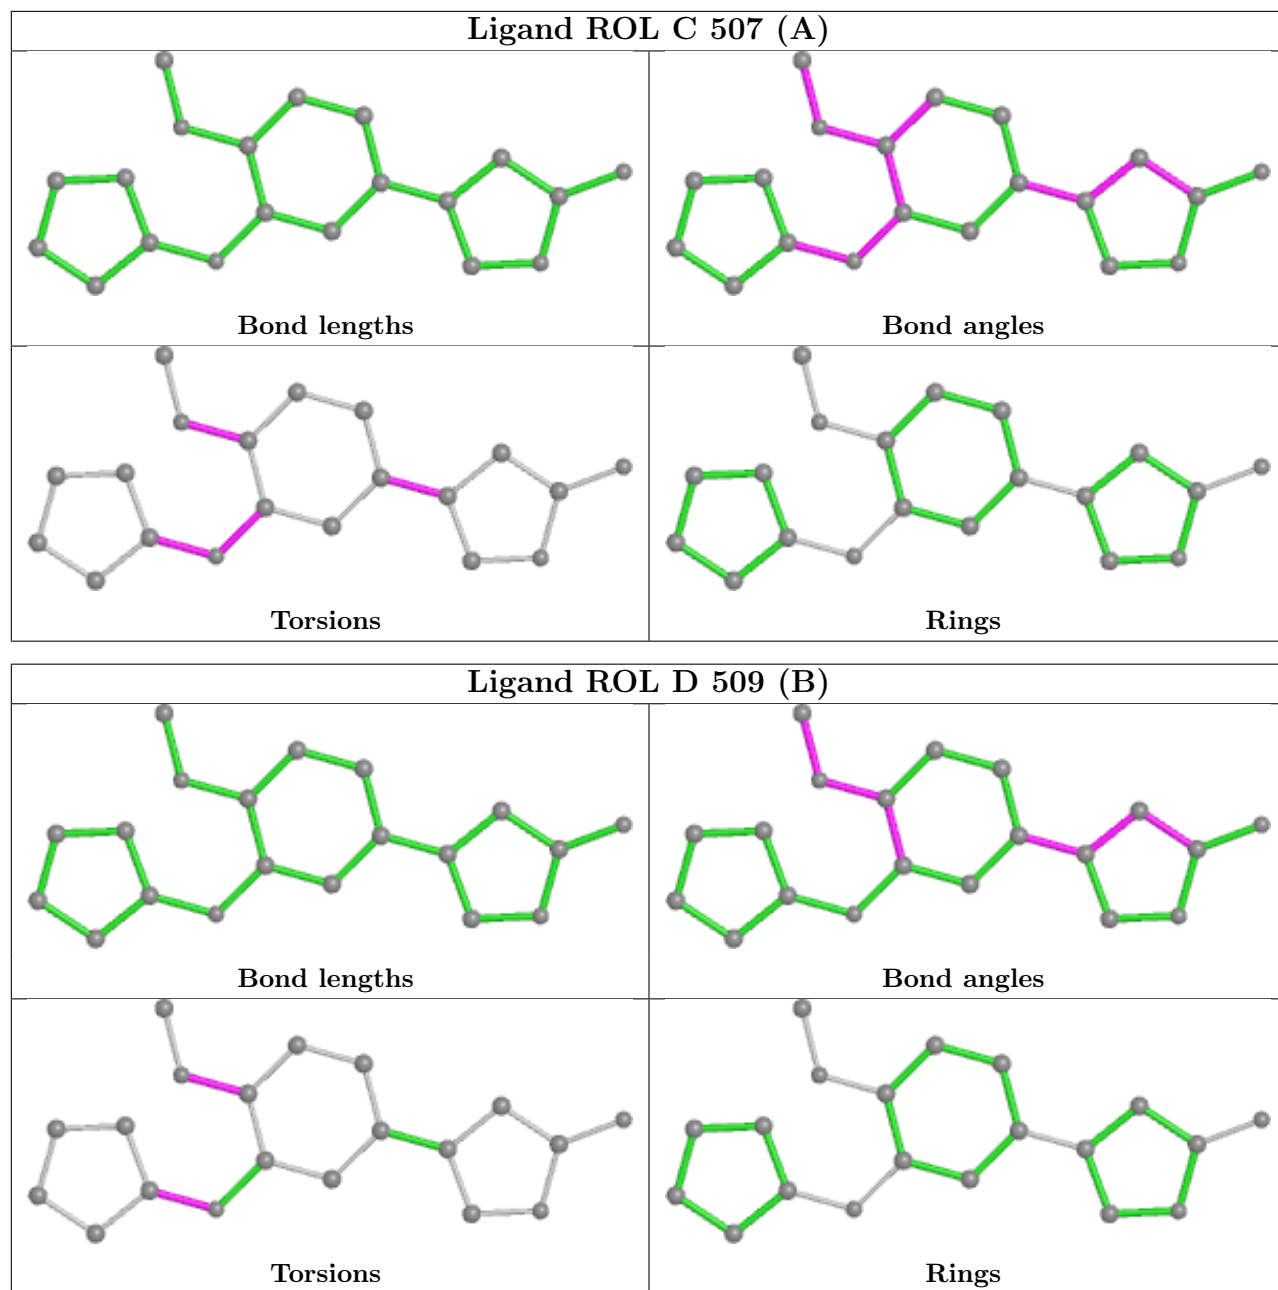 Ligand ROL C 507 (A)
Bond lengths
Bond angles
Torsions
Rings
Ligand ROL D 509 (B)
Bond lengths
Bond angles
Torsions
Rings